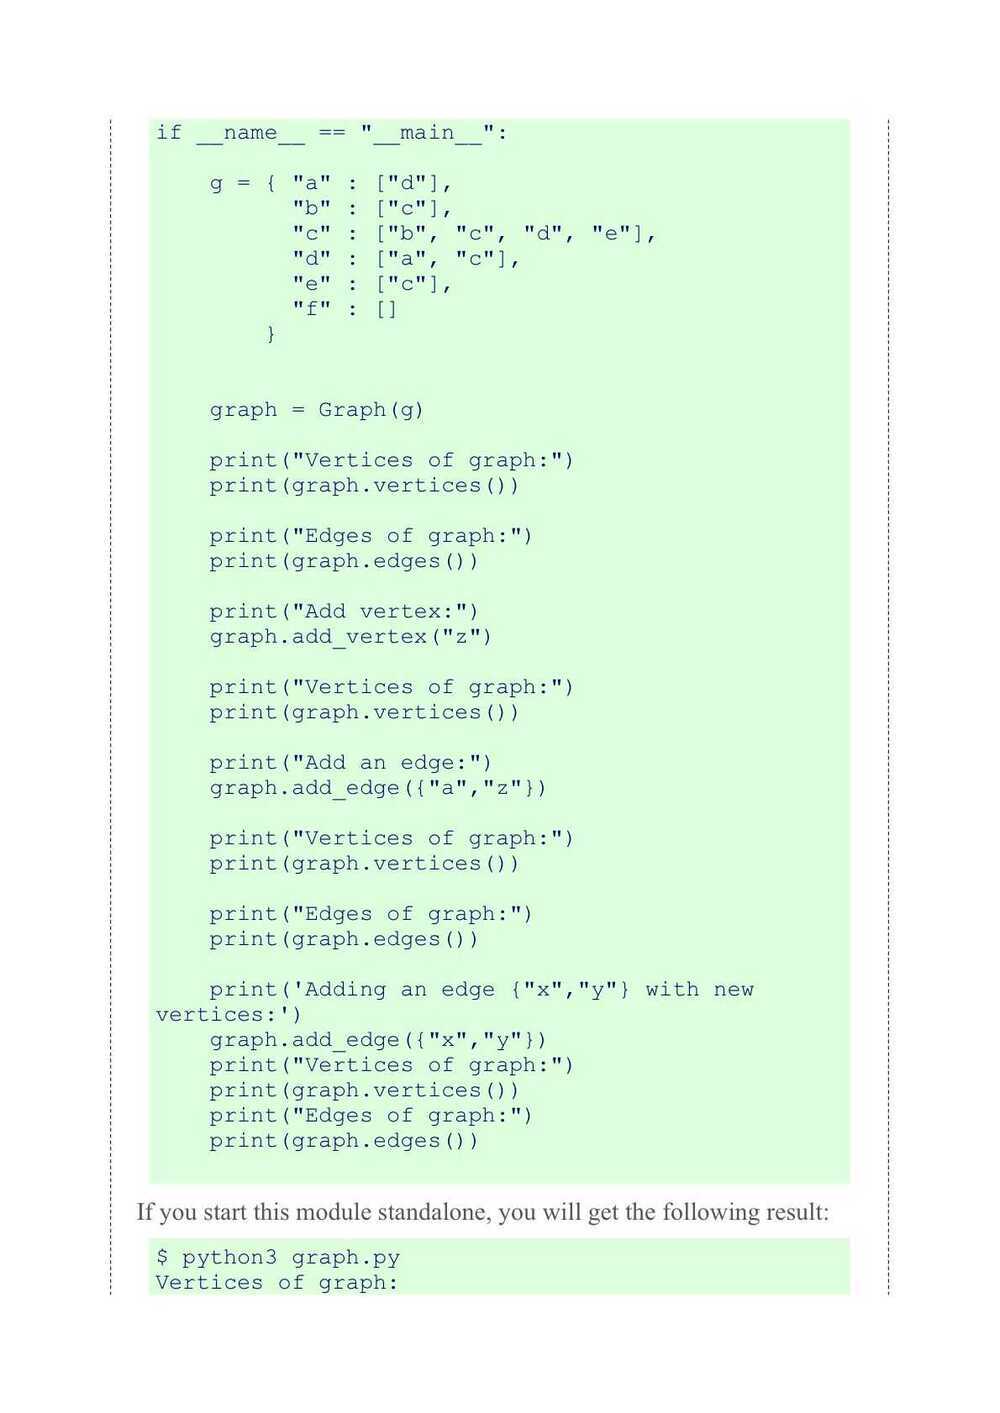 if __name__ == "__main__":
    g = { "a" : ["d"],
          "b" : ["c"],
          "c" : ["b", "c", "d", "e"],
          "d" : ["a", "c"],
          "e" : ["c"],
          "f" : []
        }
    graph = Graph(g)
    print("Vertices of graph:")
    print(graph.vertices())
    print("Edges of graph:")
    print(graph.edges())
    print("Add vertex:")
    graph.add_vertex("z")
    print("Vertices of graph:")
    print(graph.vertices())
    print("Add an edge:")
    graph.add_edge({"a","z"})
    print("Vertices of graph:")
    print(graph.vertices())
    print("Edges of graph:")
    print(graph.edges())
    print('Adding an edge {"x","y"} with new
vertices:')
    graph.add_edge({"x","y"})
    print("Vertices of graph:")
    print(graph.vertices())
    print("Edges of graph:")
    print(graph.edges())
If you start this module standalone, you will get the following result:
$ python3 graph.py
Vertices of graph: